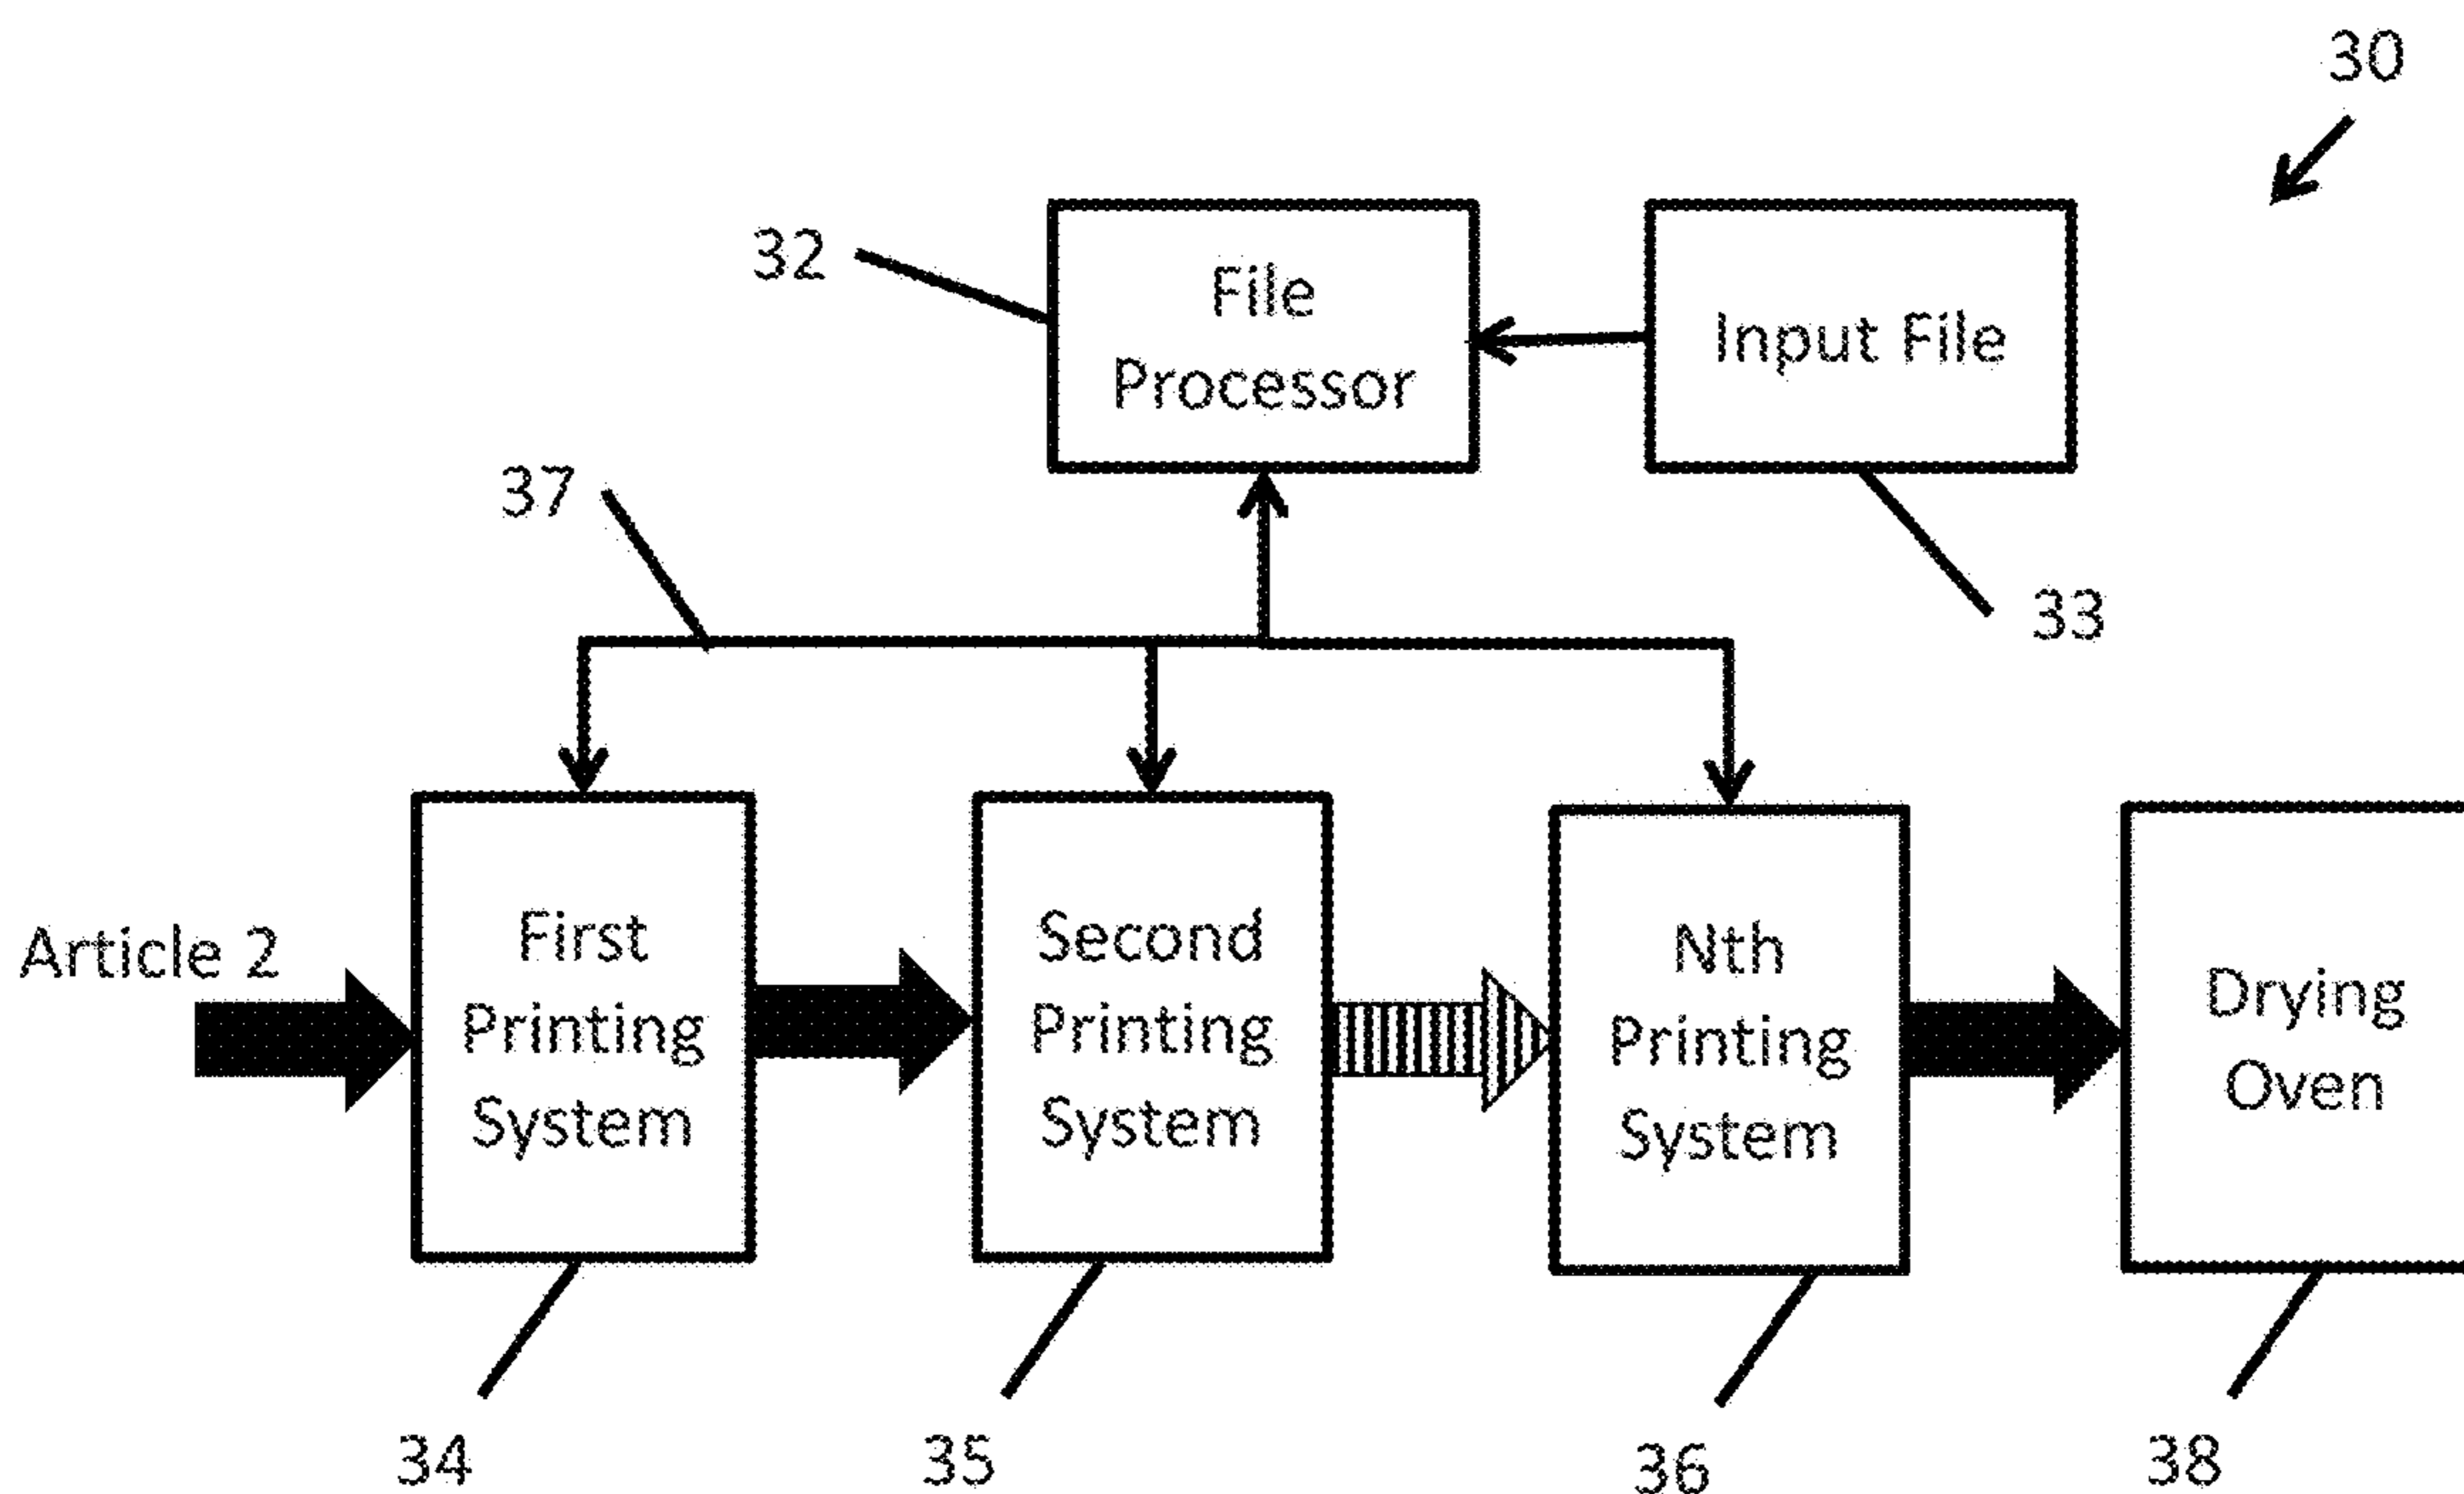 30
32
File
Processor
Input File
37
33
Article 2
First
Printing
System
Second
Printing
System
Nth
Printing
System
Drying
Oven
34
35
36
38